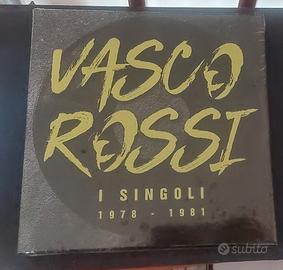 VASCO
ROSSI
I SINGOLI
1978 - 1981
subito